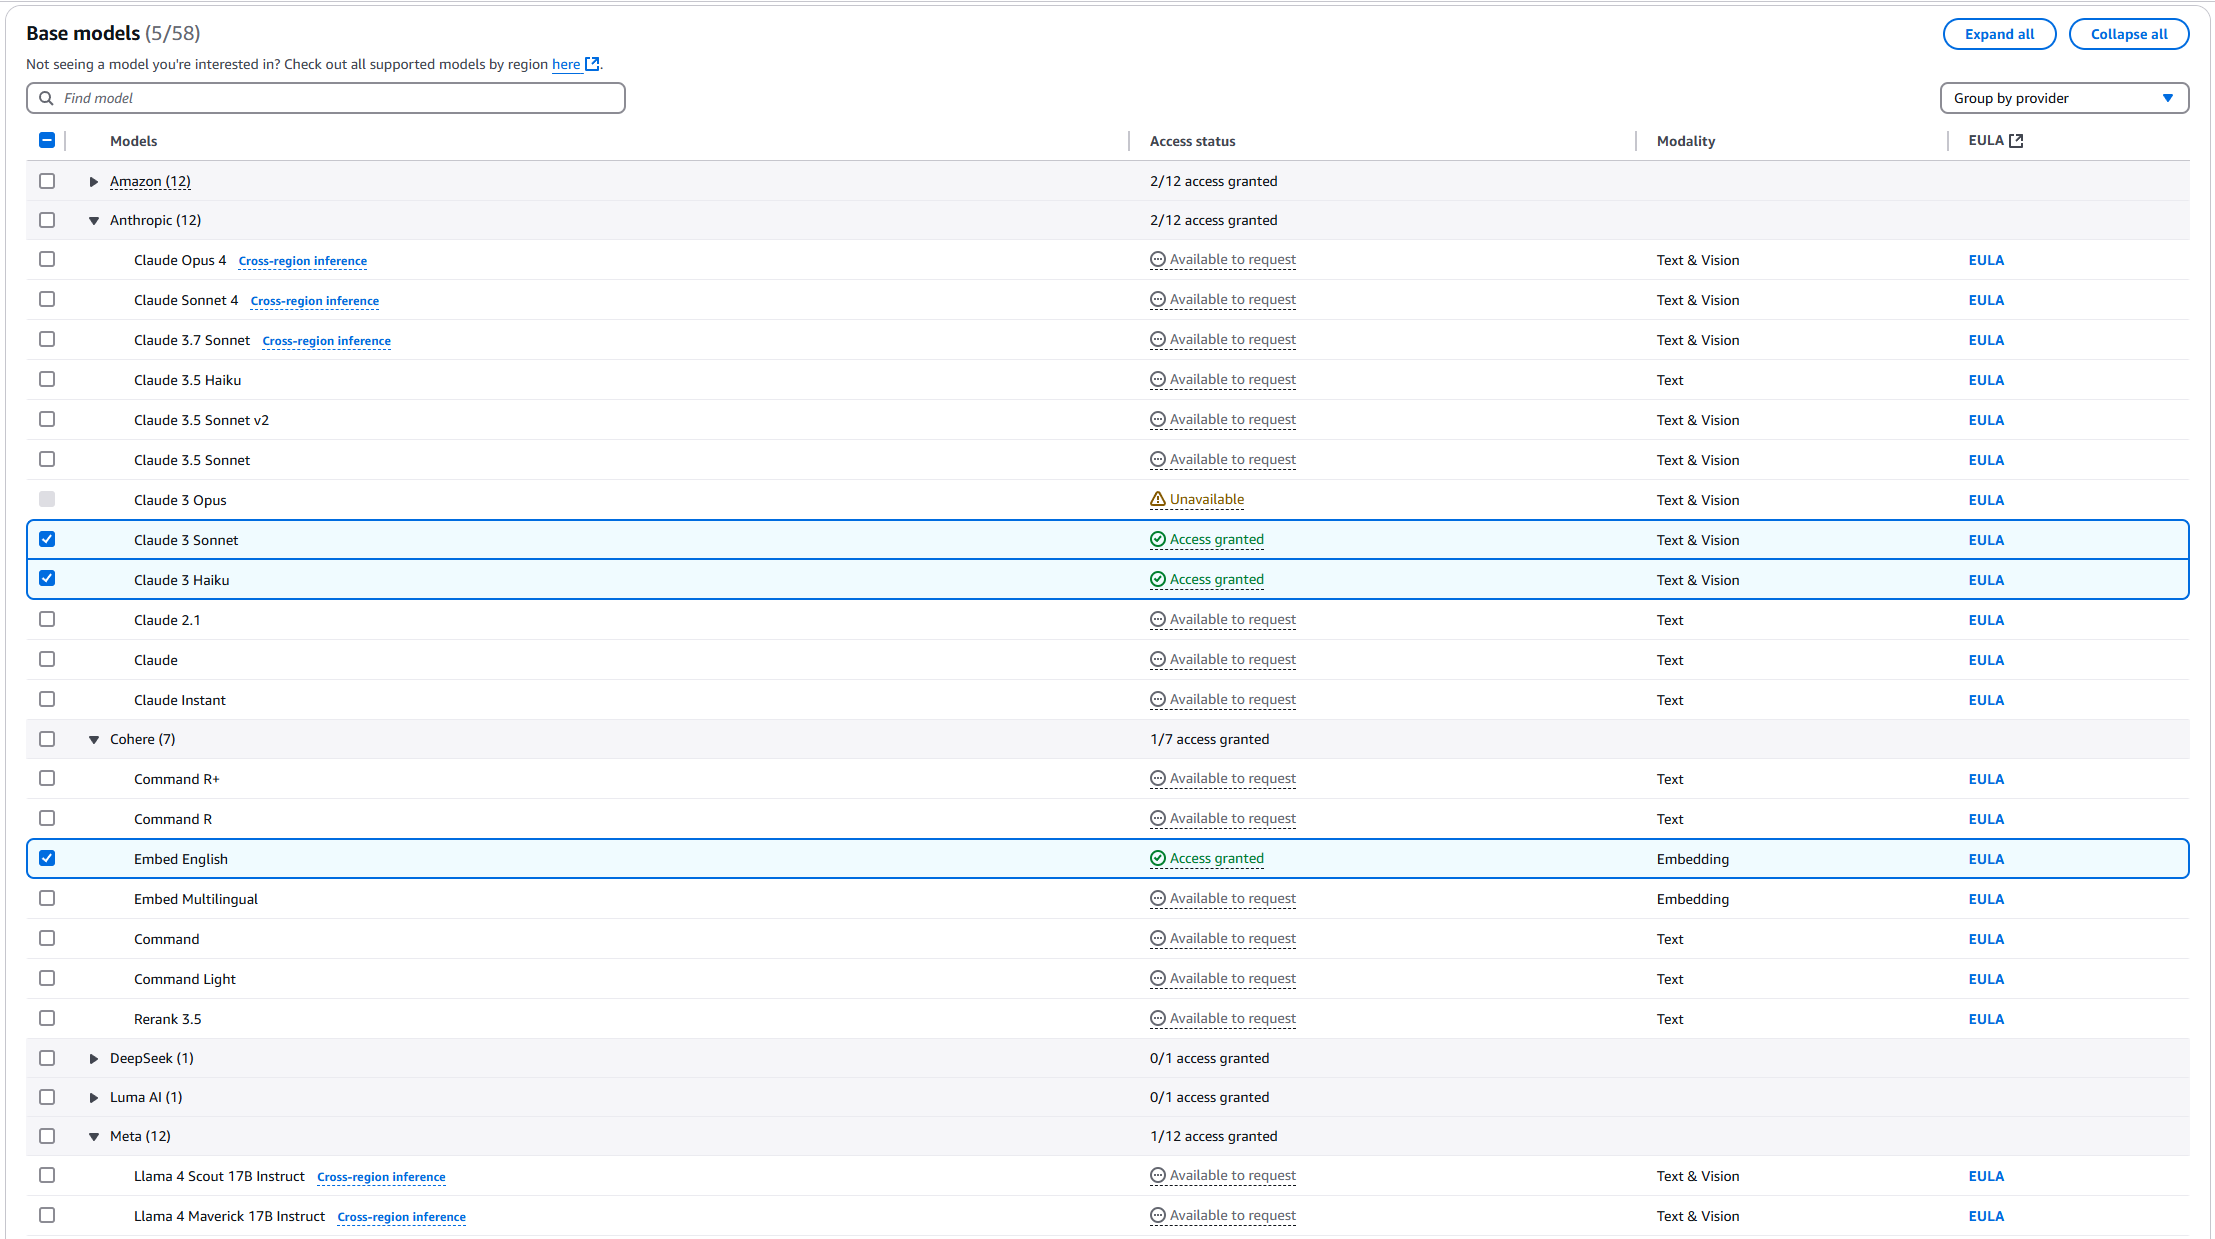 Base models (5/58)
Expand all
Collapse all
Not seeing a model you're interested in? Check out all supported models by region here.
Find model
Group by provider
Models Access status Modality EULA
Amazon (12) 2/12 access granted
Anthropic (12) 2/12 access granted
Claude Opus 4 Cross-region inference Available to request Text & Vision EULA
Claude Sonnet 4 Cross-region inference Available to request Text & Vision EULA
Claude 3.7 Sonnet Cross-region inference Available to request Text & Vision EULA
Claude 3.5 Haiku Available to request Text EULA
Claude 3.5 Sonnet v2 Available to request Text & Vision EULA
Claude 3.5 Sonnet Available to request Text & Vision EULA
Claude 3 Opus Unavailable Text & Vision EULA
Claude 3 Sonnet Access granted Text & Vision EULA
Claude 3 Haiku Access granted Text & Vision EULA
Claude 2.1 Available to request Text EULA
Claude Available to request Text EULA
Claude Instant Available to request Text EULA
Cohere (7) 1/7 access granted
Command R+ Available to request Text EULA
Command R Available to request Text EULA
Embed English Access granted Embedding EULA
Embed Multilingual Available to request Embedding EULA
Command Available to request Text EULA
Command Light Available to request Text EULA
Rerank 3.5 Available to request Text EULA
DeepSeek (1) 0/1 access granted
Luma AI (1) 0/1 access granted
Meta (12) 1/12 access granted
Llama 4 Scout 17B Instruct Cross-region inference Available to request Text & Vision EULA
Llama 4 Maverick 17B Instruct Cross-region inference Available to request Text & Vision EULA